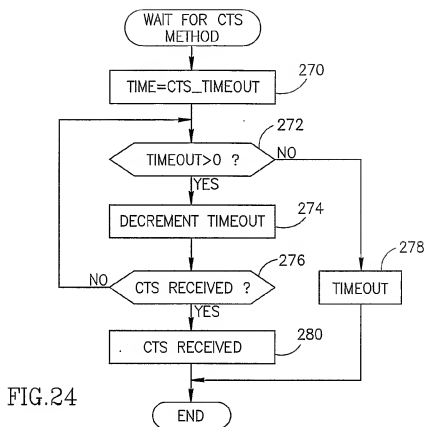 WAIT FOR CTS
METHOD
TIME=CTS_TIMEOUT
270
272
TIMEOUT>0 ?
NO
YES
274
DECREMENT TIMEOUT
276
278
NO
CTS RECEIVED ?
TIMEOUT
YES
280
CTS RECEIVED
FIG.24
END